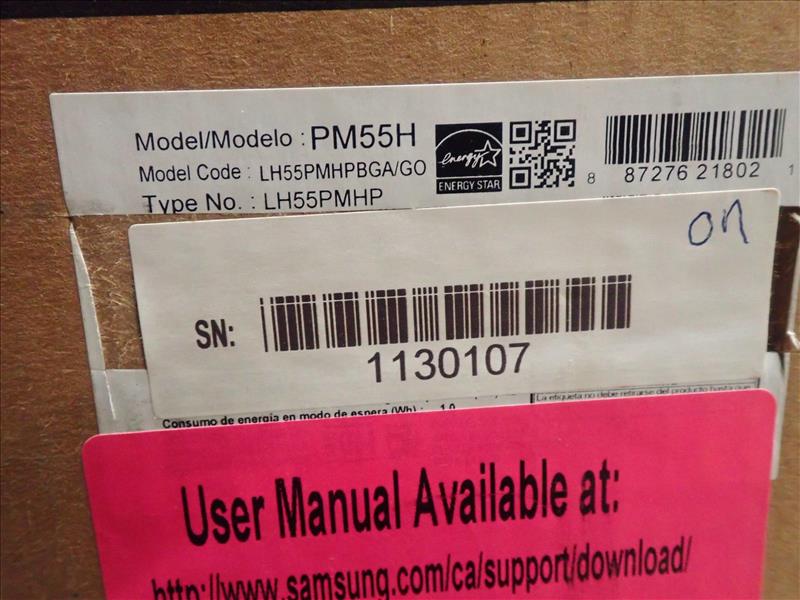 Model/Modelo : PM55H
Model Code : LH55PMHPBGA/GO
Type No. : LH55PMHP
energy
ENERGY STAR
8 87276 21802 1
on
SN:
1130107
Consumo de energía en modo de espera (Wh) : 1.0
La etiqueta no debe retirarse del producto hasta que
User Manual Available at:
http://www.samsung.com/ca/support/download/